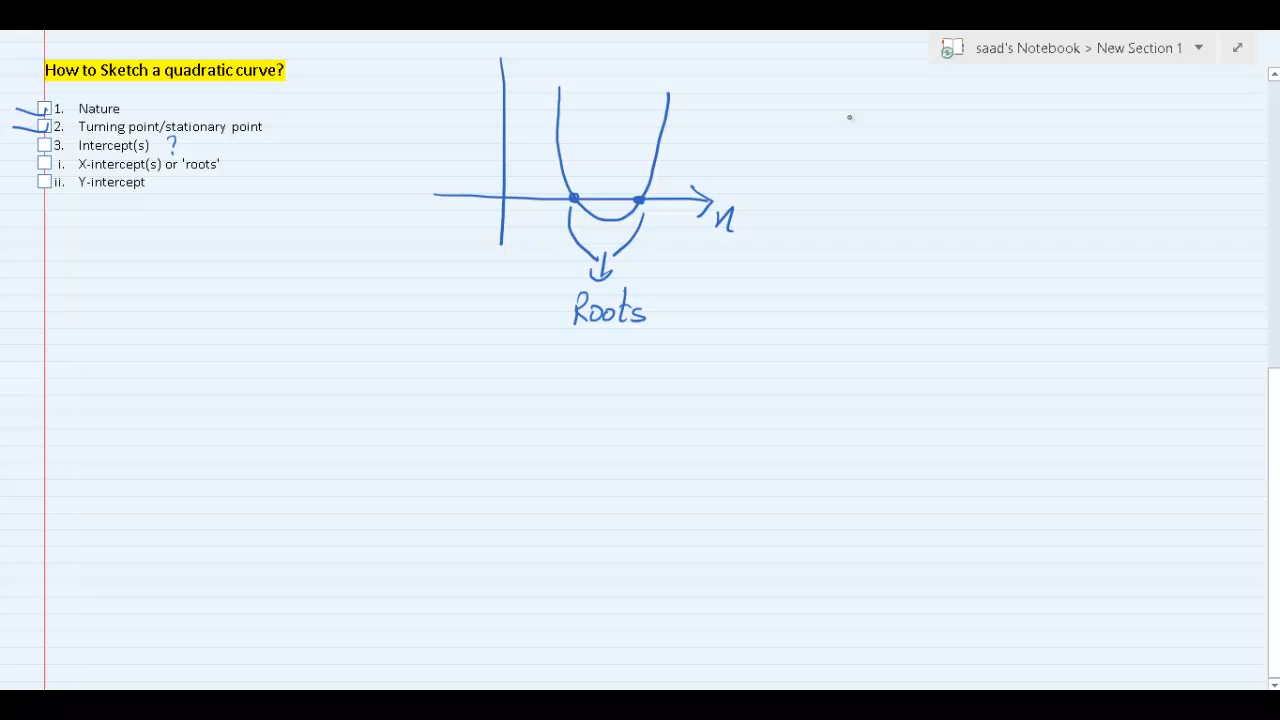 saad's Notebook > New Section 1
How to Sketch a quadratic curve?
1. Nature
2. Turning point/stationary point
3. Intercept(s) ?
i. X-intercept(s) or 'roots'
ii. Y-intercept
x
Roots